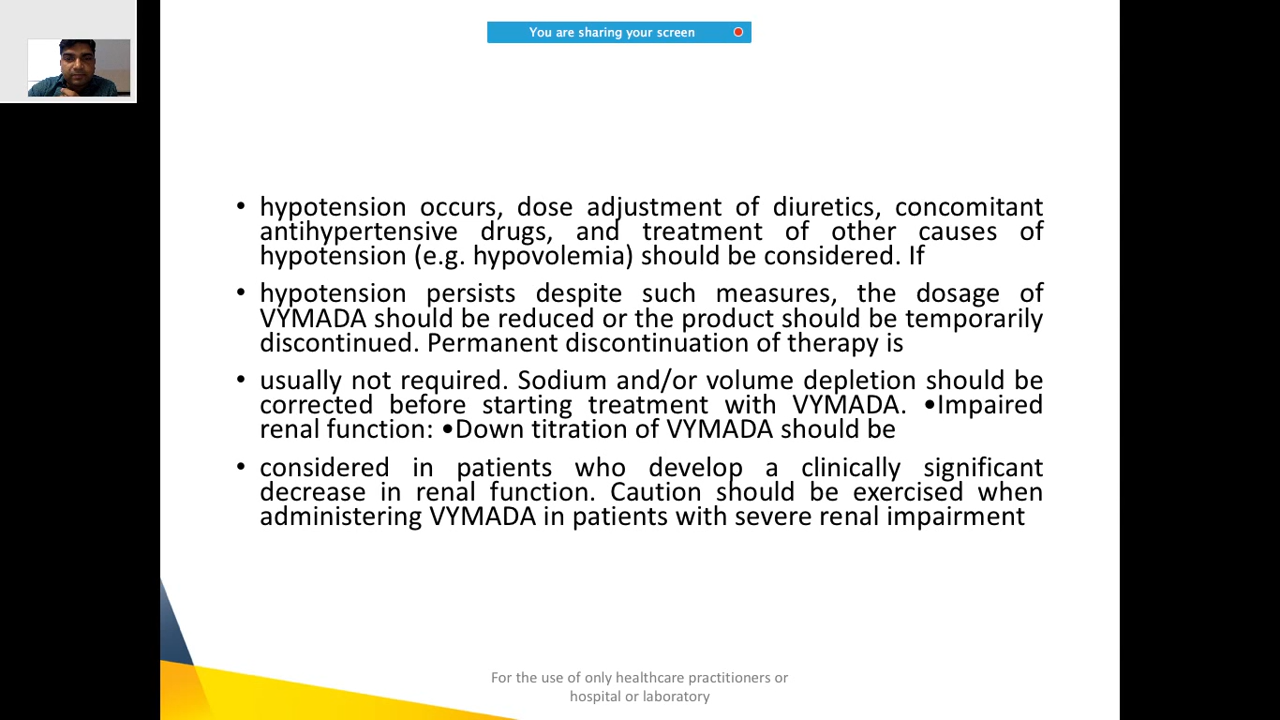 You are sharing your screen
• hypotension occurs, dose adjustment of diuretics, concomitant
antihypertensive drugs, and treatment of other causes of
hypotension (e.g. hypovolemia) should be considered. If
• hypotension persists despite such measures, the dosage of
VYMADA should be reduced or the product should be temporarily
discontinued. Permanent discontinuation of therapy is
• usually not required. Sodium and/or volume depletion should be
corrected before starting treatment with VYMADA. •Impaired
renal function: •Down titration of VYMADA should be
• considered in patients who develop a clinically significant
decrease in renal function. Caution should be exercised when
administering VYMADA in patients with severe renal impairment
For the use of only healthcare practitioners or
hospital or laboratory